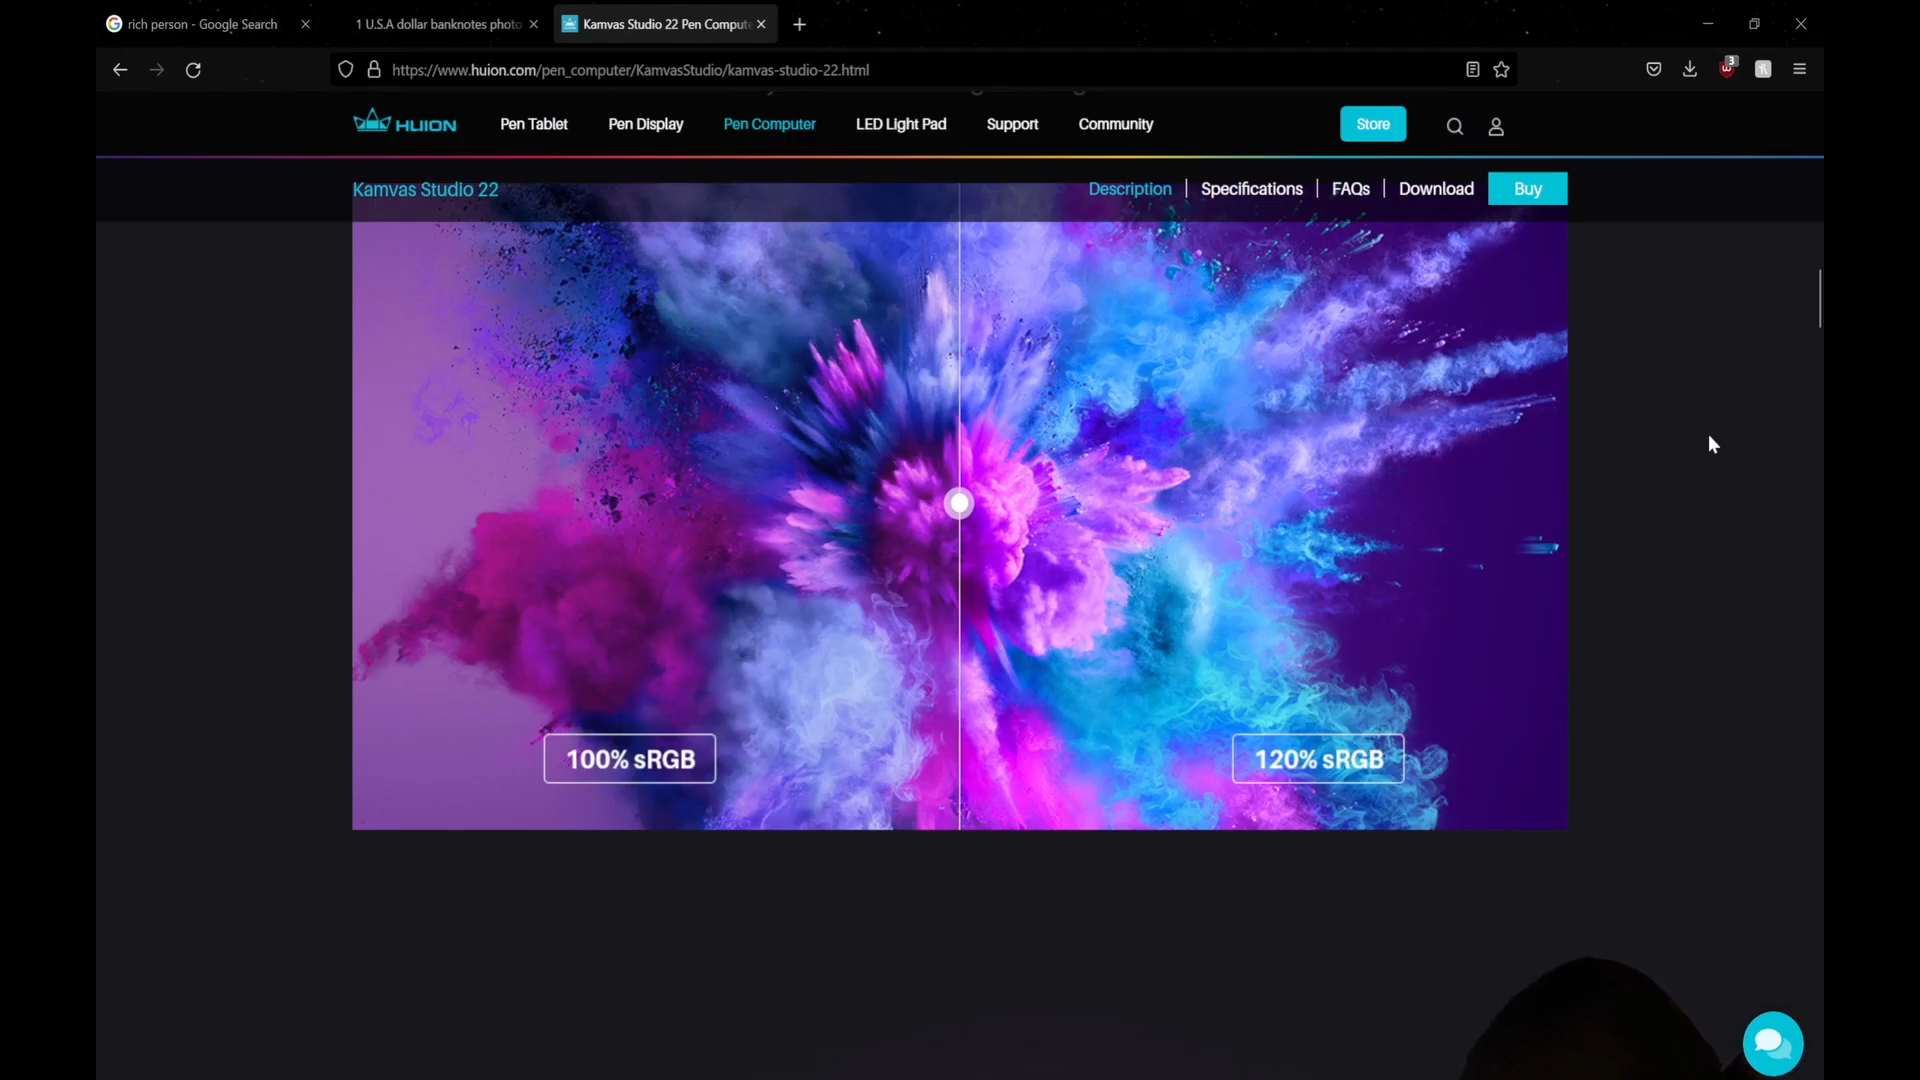 rich person - Google Search
1 U.S.A dollar banknotes photo
Kamvas Studio 22 Pen Compute
https://www.huion.com/pen_computer/KamvasStudio/kamvas-studio-22.html
3
HUION
Pen Tablet
Pen Display
Pen Computer
LED Light Pad
Support
Community
Store
Kamvas Studio 22
Description
Specifications
FAQs
Download
Buy
100% sRGB
120% sRGB